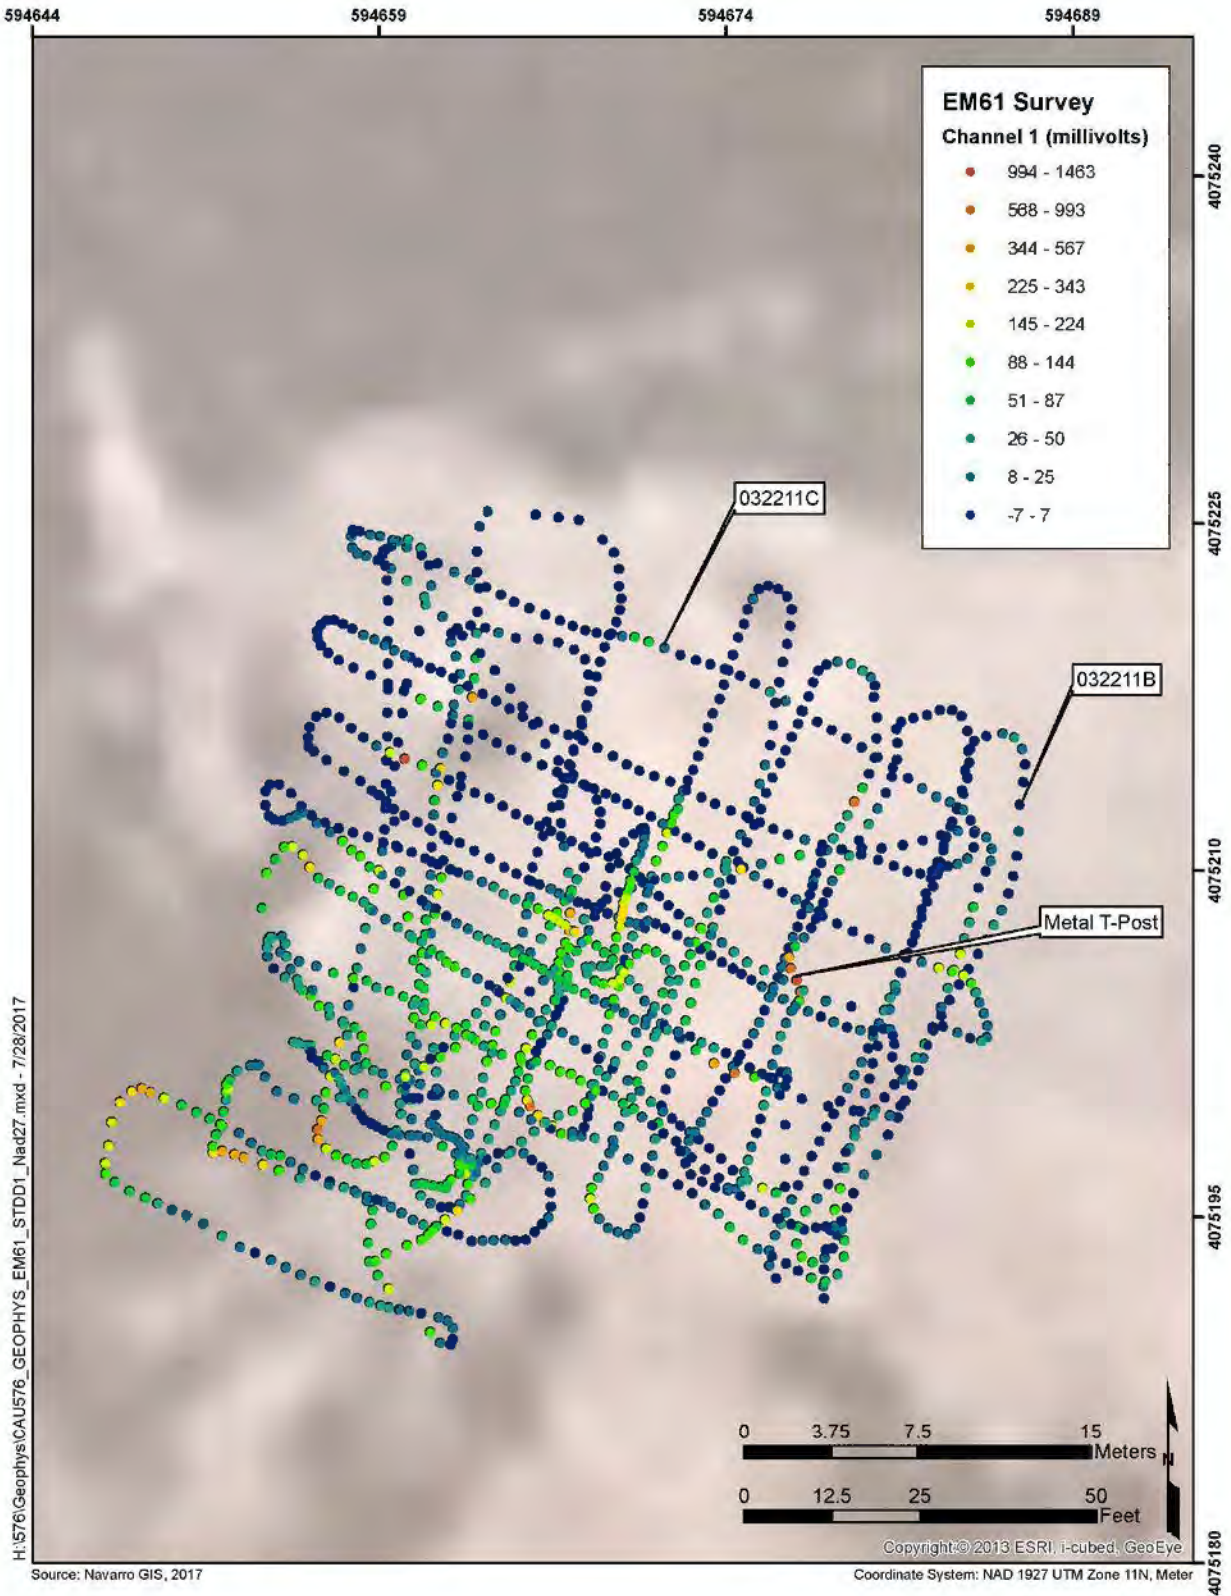 594644 594659 594674 594689
EM61 Survey
Channel 1 (millivolts)
994 - 1463
568 - 993
344 - 567
225 - 343
145 - 224
88 - 144
51 - 87
26 - 50
8 - 25
-7 - 7
4075240
4075225
4075210
4075195
4075180
032211C
032211B
Metal T-Post
0 3.75 7.5 15
Meters
N
0 12.5 25 50
Feet
Copyright:© 2013 ESRI, i-cubed, GeoEye
H:\576\Geophys\CAU576_GEOPHYS_EM61_STDD1_Nad27.mxd - 7/28/2017
Source: Navarro GIS, 2017
Coordinate System: NAD 1927 UTM Zone 11N, Meter